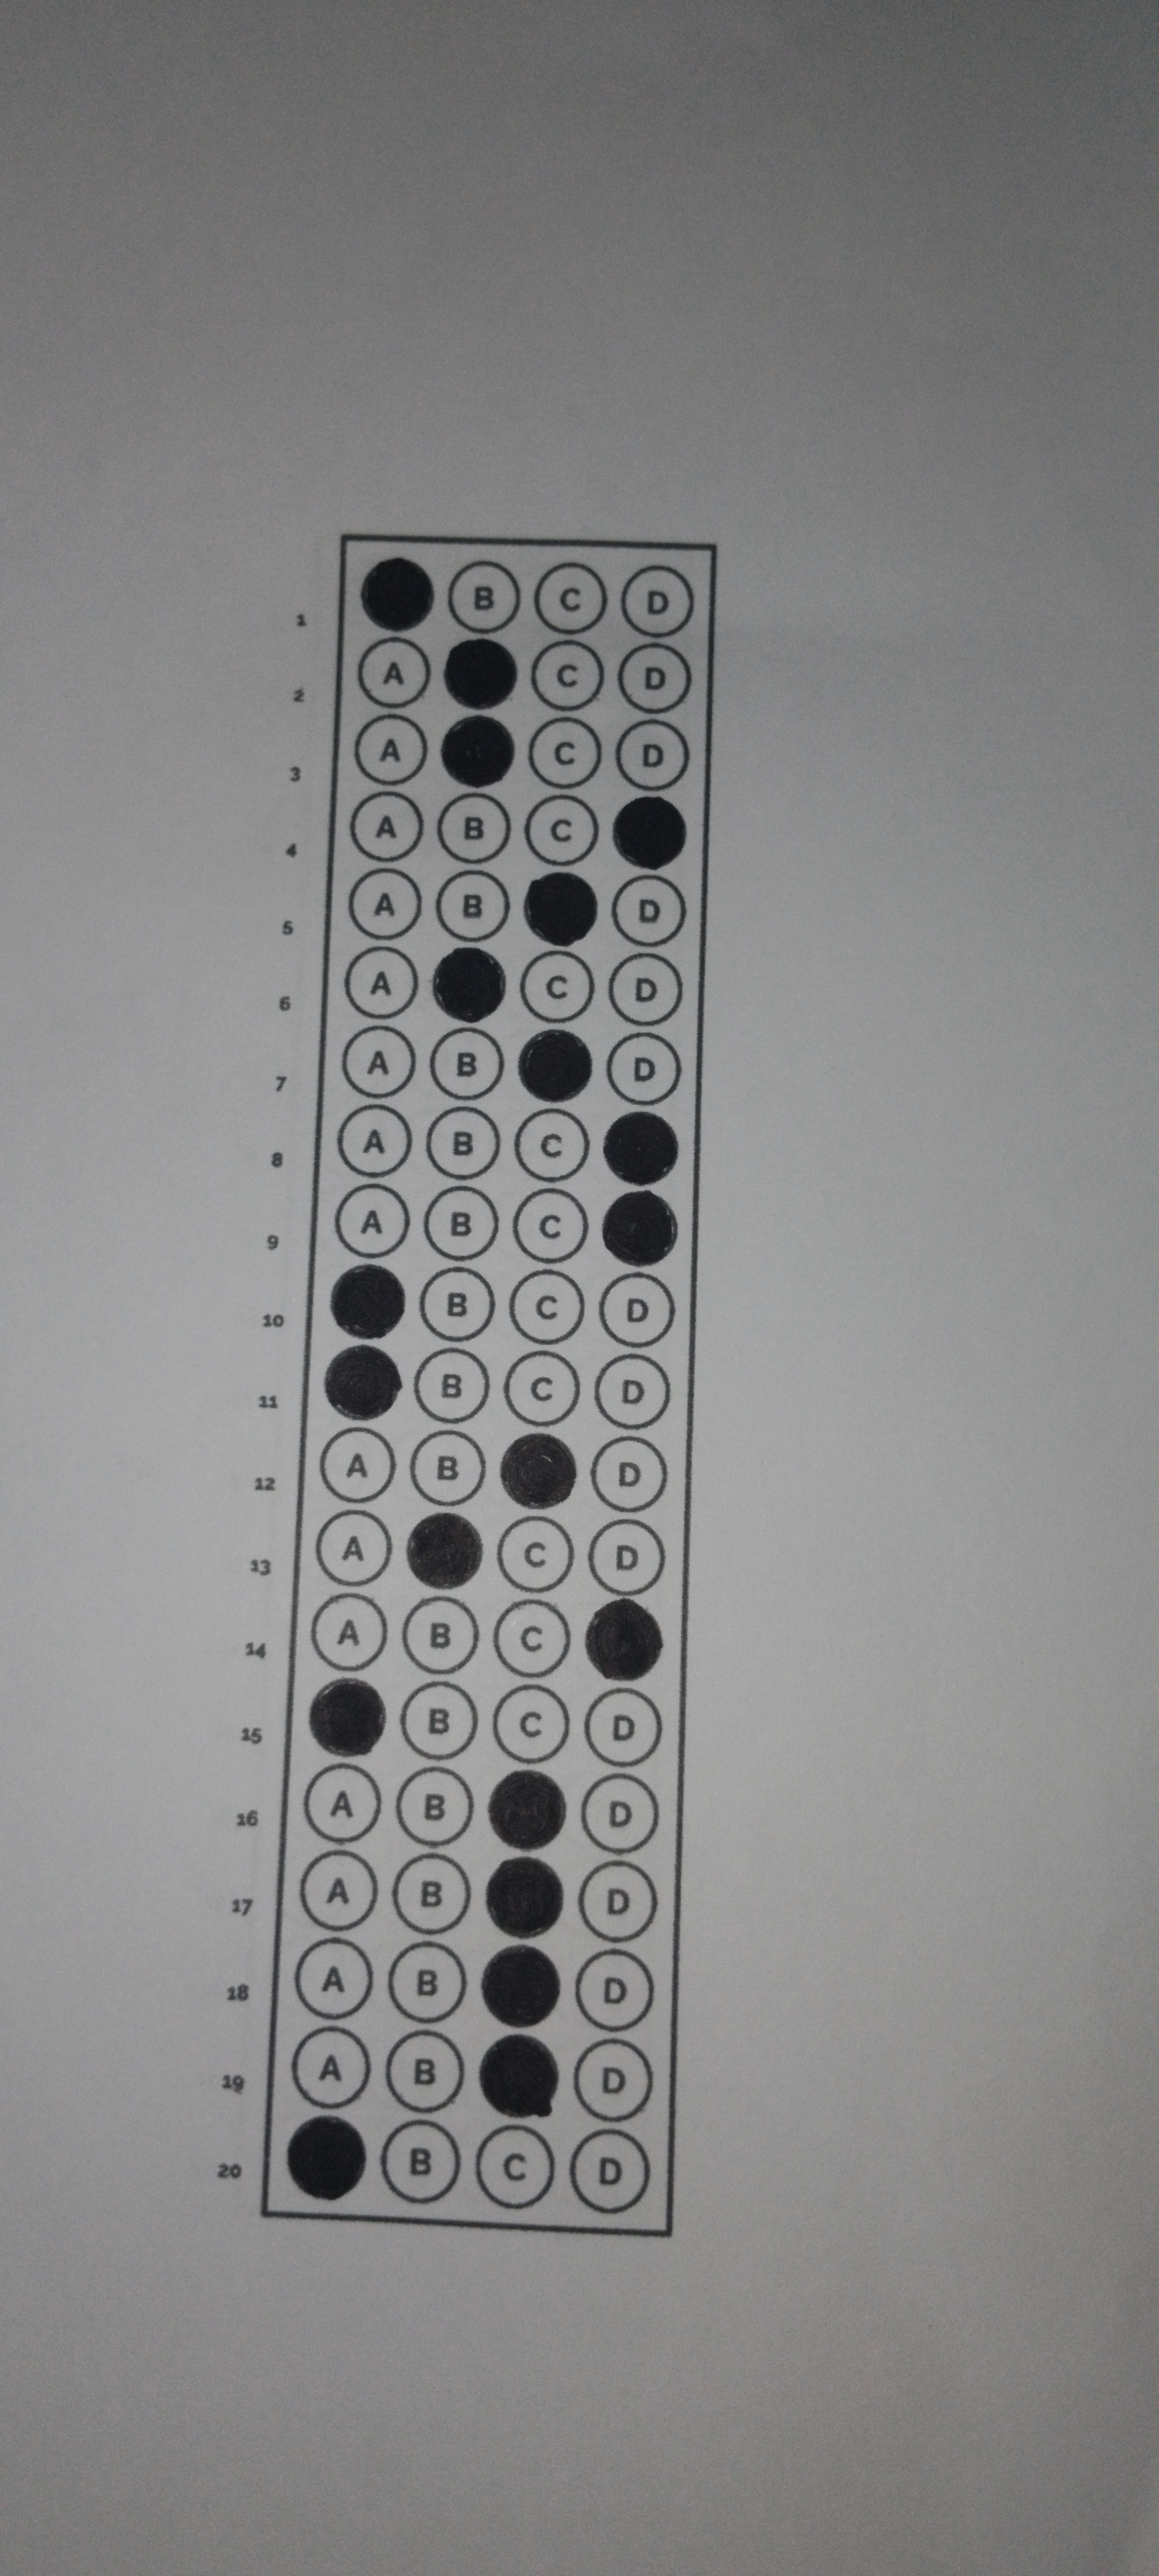 1 B C D
2 A C D
3 A C D
4 A B C
5 A B D
6 A C D
7 A B D
8 A B C
9 A B C
10 B C D
11 B C D
12 A B D
13 A C D
14 A B C
15 B C D
16 A B D
17 A B D
18 A B D
19 A B D
20 B C D